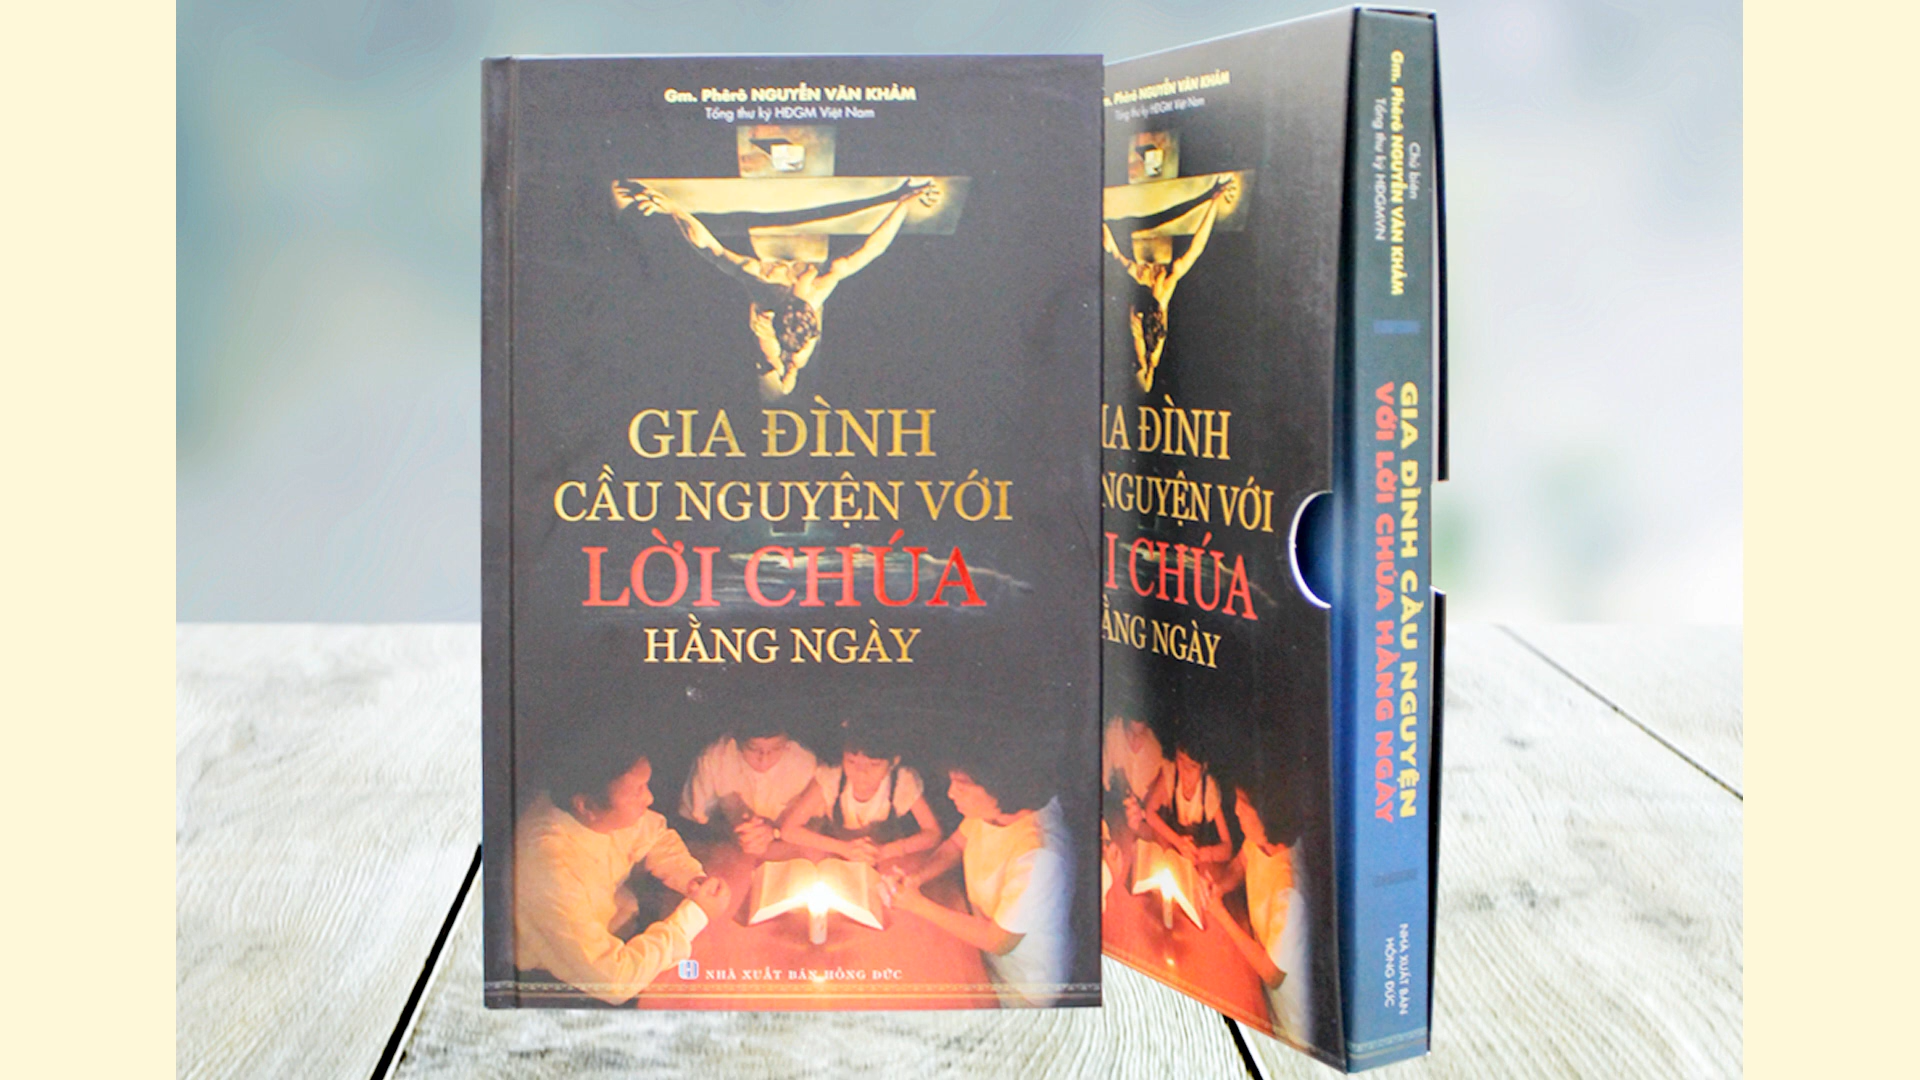 Gm. Phêrô NGUYỄN VĂN KHẢM
Tổng thư ký HĐGM Việt Nam
GIA ĐÌNH
CẦU NGUYỆN VỚI
LỜI CHÚA
HẰNG NGÀY
NHÀ XUẤT BẢN HỒNG ĐỨC
m. Phêrô NGUYỄN VĂN KHẢM
Tổng thư ký HĐGM Việt Nam
IA ĐÌNH
NGUYỆN VỚI
I CHÚA
ẰNG NGÀY
Chủ biên
Gm. Phêrô NGUYỄN VĂN KHẢM
Tổng thư ký HĐGMVN
GIA ĐÌNH CẦU NGUYỆN
VỚI LỜI CHÚA HẰNG NGÀY
NHÀ XUẤT BẢN
HỒNG ĐỨC